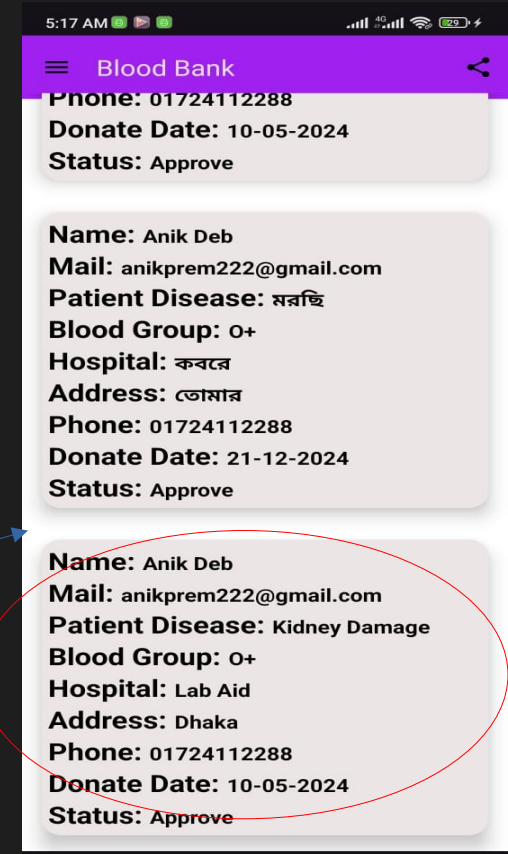 5:17 AM 4G 29
Blood Bank
Phone: 01724112288
Donate Date: 10-05-2024
Status: Approve
Name: Anik Deb
Mail: anikprem222@gmail.com
Patient Disease: মরছি
Blood Group: O+
Hospital: কবরে
Address: তোমার
Phone: 01724112288
Donate Date: 21-12-2024
Status: Approve
Name: Anik Deb
Mail: anikprem222@gmail.com
Patient Disease: Kidney Damage
Blood Group: O+
Hospital: Lab Aid
Address: Dhaka
Phone: 01724112288
Donate Date: 10-05-2024
Status: Approve